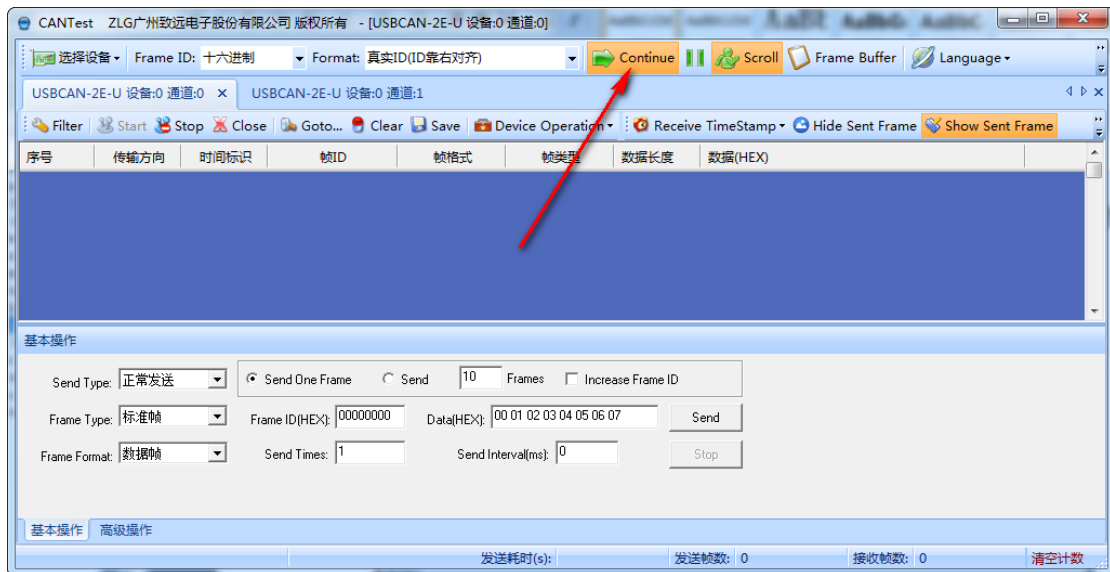 CANTest ZLG广州致远电子股份有限公司 版权所有 - [USBCAN-2E-U 设备:0 通道:0]
选择设备 Frame ID: 十六进制 Format: 真实ID(ID靠右对齐) Continue Scroll Frame Buffer Language
USBCAN-2E-U 设备:0 通道:0 × USBCAN-2E-U 设备:0 通道:1
Filter Start Stop Close Goto... Clear Save Device Operation Receive TimeStamp Hide Sent Frame Show Sent Frame
序号 传输方向 时间标识 帧ID 帧格式 帧类型 数据长度 数据(HEX)
基本操作
Send Type: 正常发送 Send One Frame Send 10 Frames Increase Frame ID
Frame Type: 标准帧 Frame ID(HEX): 00000000 Data(HEX): 00 01 02 03 04 05 06 07 Send
Frame Format: 数据帧 Send Times: 1 Send Interval(ms): 0 Stop
基本操作 高级操作
发送耗时(s): 发送帧数: 0 接收帧数: 0 清空计数